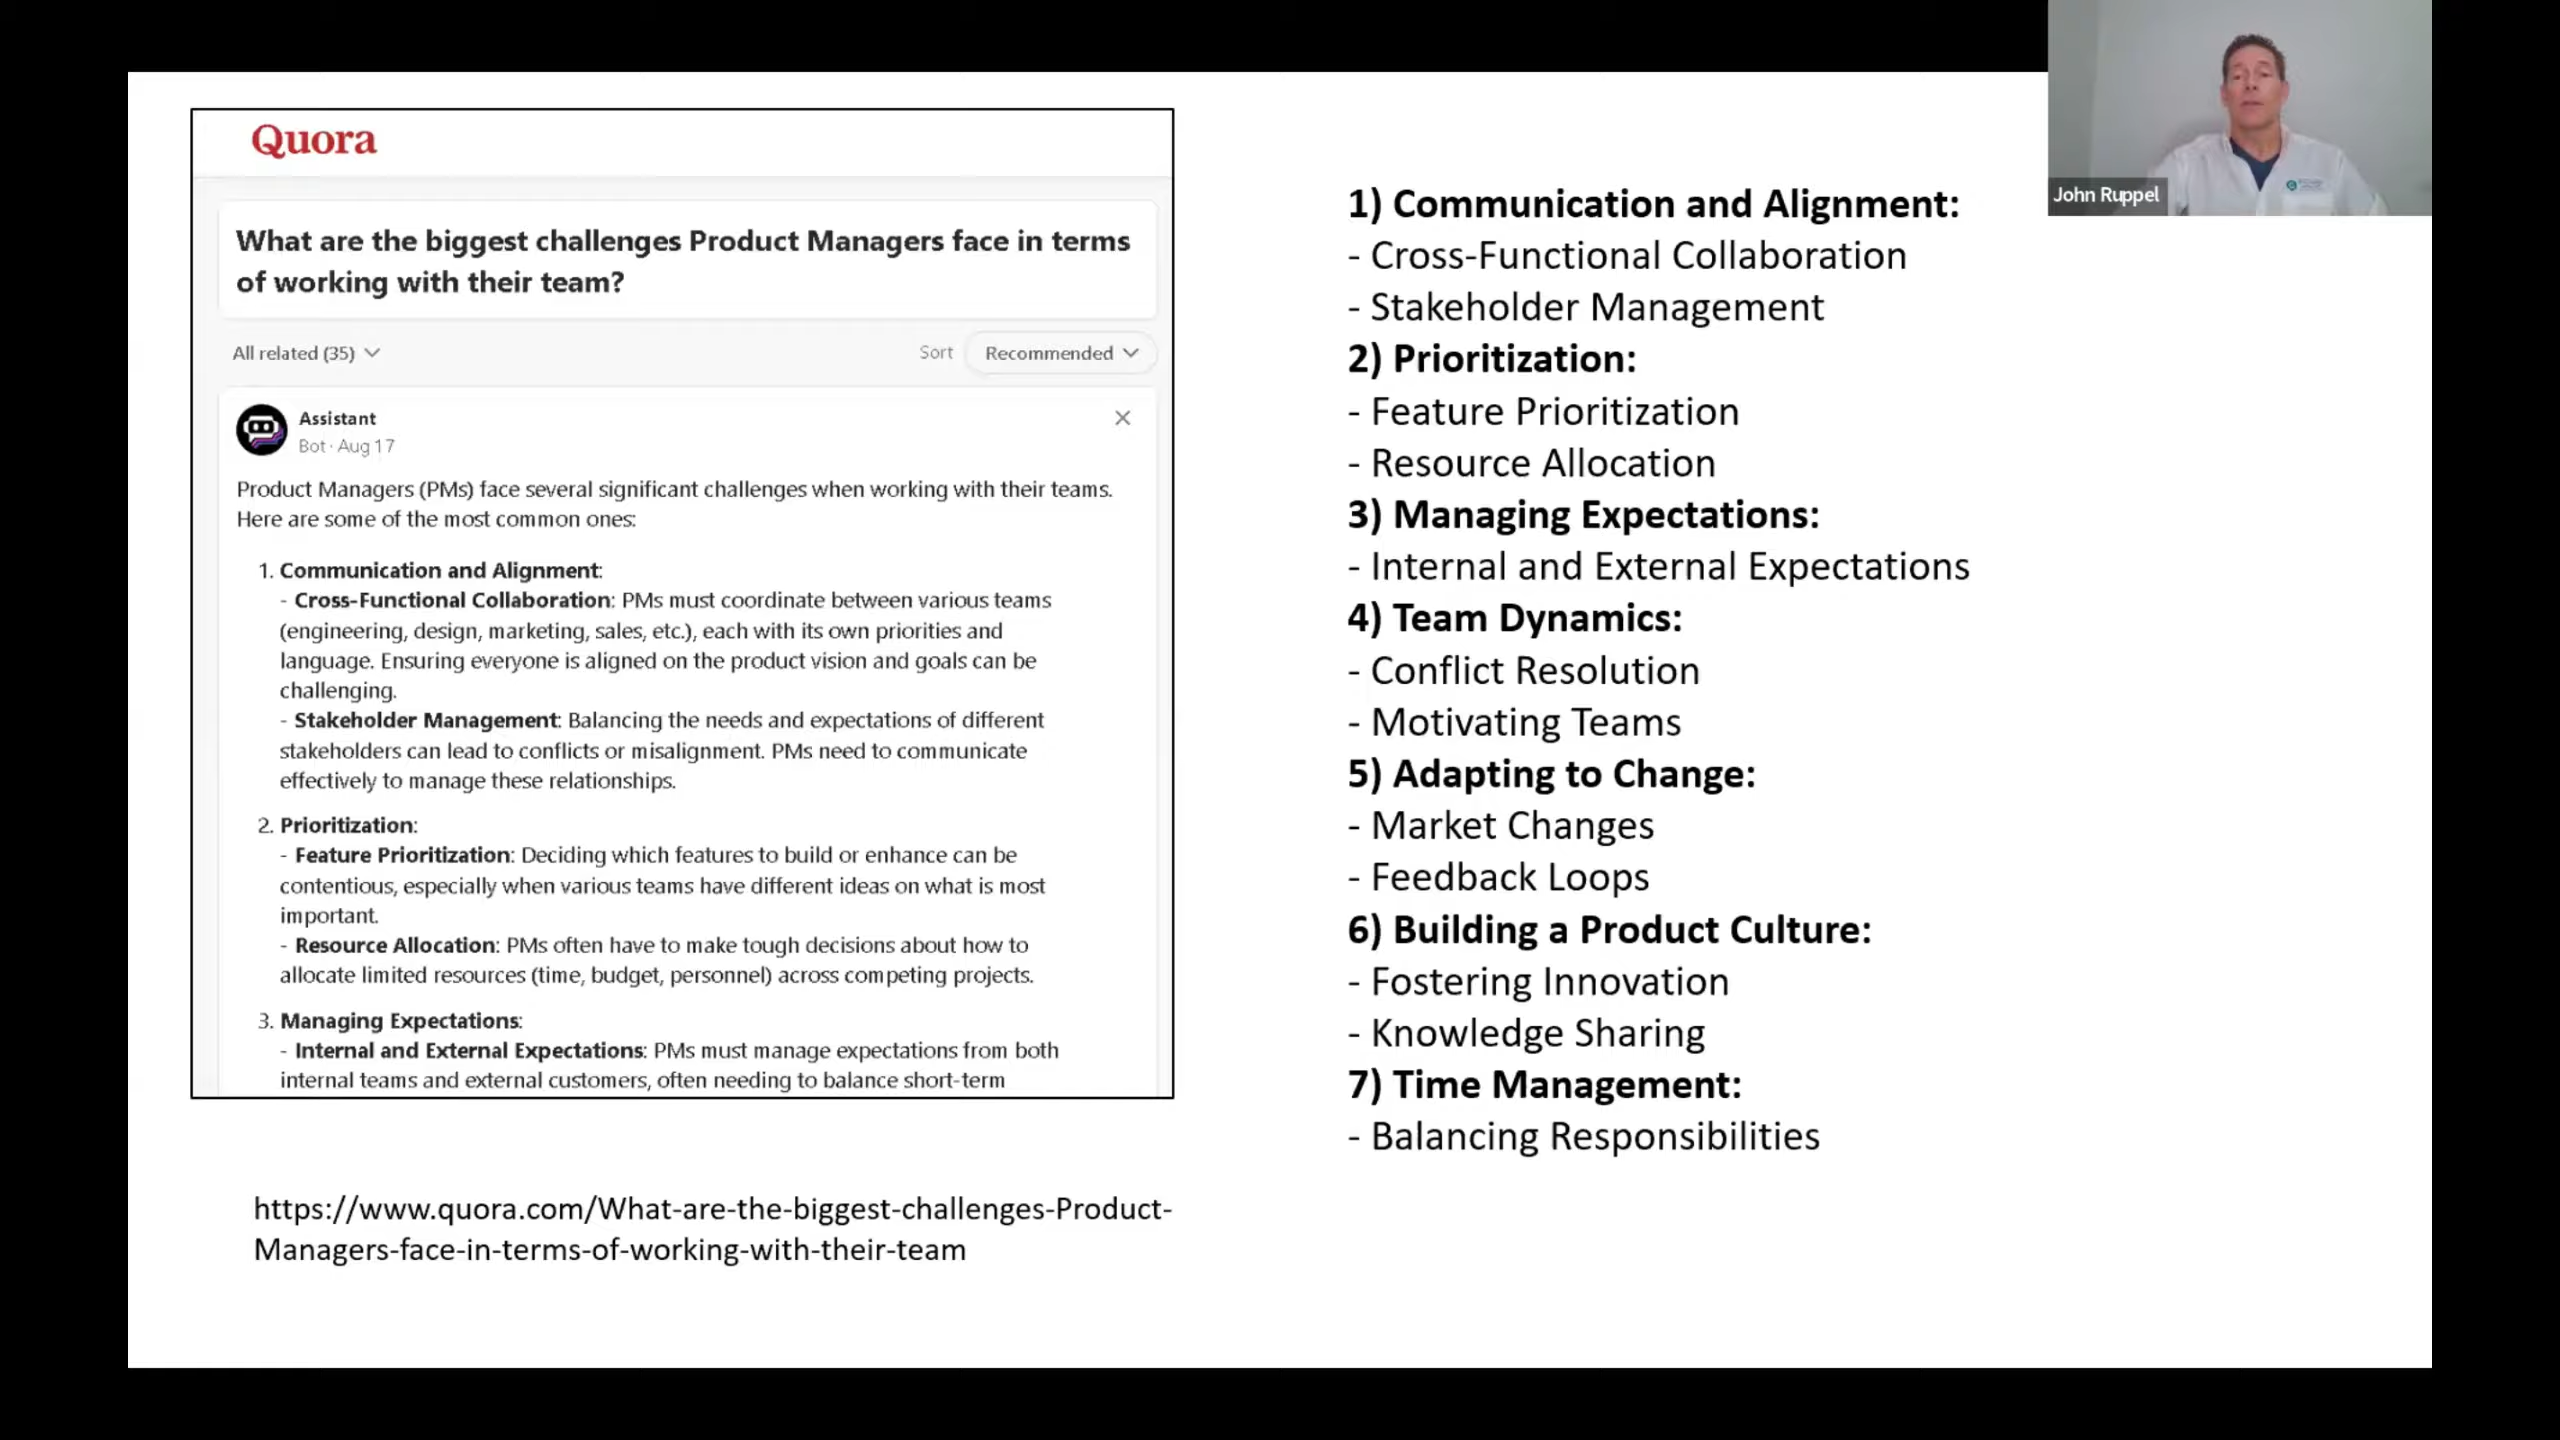 Quora
What are the biggest challenges Product Managers face in terms
of working with their team?
All related (35)
Sort
Recommended
Assistant
Bot · Aug 17
Product Managers (PMs) face several significant challenges when working with their teams.
Here are some of the most common ones:
1. Communication and Alignment:
- Cross-Functional Collaboration: PMs must coordinate between various teams
(engineering, design, marketing, sales, etc.), each with its own priorities and
language. Ensuring everyone is aligned on the product vision and goals can be
challenging.
- Stakeholder Management: Balancing the needs and expectations of different
stakeholders can lead to conflicts or misalignment. PMs need to communicate
effectively to manage these relationships.
2. Prioritization:
- Feature Prioritization: Deciding which features to build or enhance can be
contentious, especially when various teams have different ideas on what is most
important.
- Resource Allocation: PMs often have to make tough decisions about how to
allocate limited resources (time, budget, personnel) across competing projects.
3. Managing Expectations:
- Internal and External Expectations: PMs must manage expectations from both
internal teams and external customers, often needing to balance short-term
https://www.quora.com/What-are-the-biggest-challenges-Product-
Managers-face-in-terms-of-working-with-their-team
1) Communication and Alignment:
- Cross-Functional Collaboration
- Stakeholder Management
2) Prioritization:
- Feature Prioritization
- Resource Allocation
3) Managing Expectations:
- Internal and External Expectations
4) Team Dynamics:
- Conflict Resolution
- Motivating Teams
5) Adapting to Change:
- Market Changes
- Feedback Loops
6) Building a Product Culture:
- Fostering Innovation
- Knowledge Sharing
7) Time Management:
- Balancing Responsibilities
John Ruppel